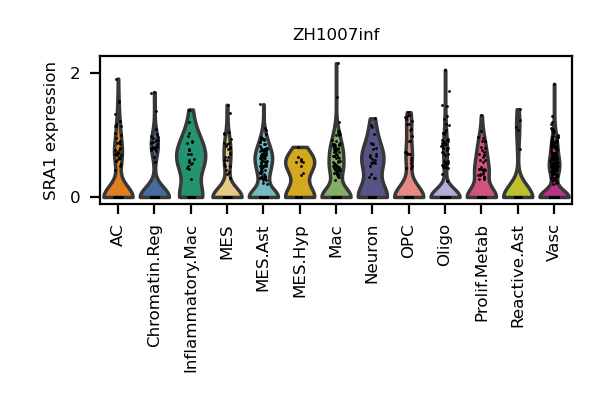 ZH1007inf
SRA1 expression
2
0
AC
Chromatin.Reg
Inflammatory.Mac
MES
MES.Ast
MES.Hyp
Mac
Neuron
OPC
Oligo
Prolif.Metab
Reactive.Ast
Vasc